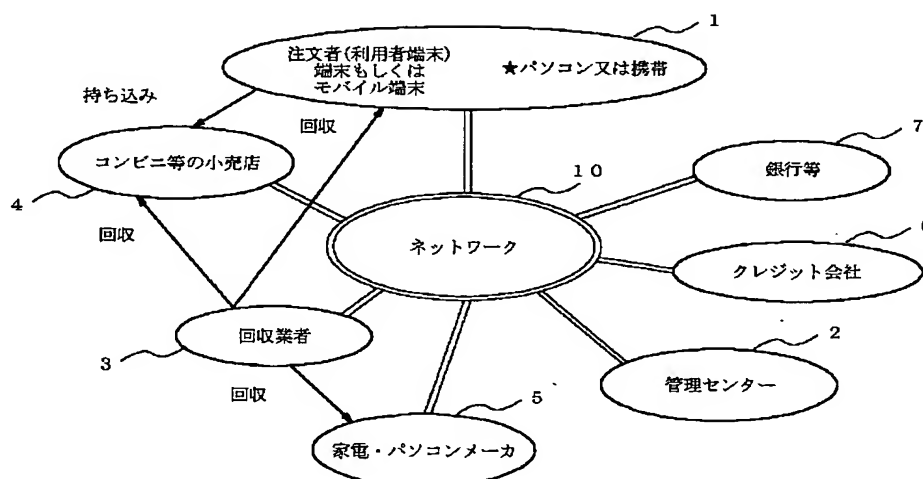 1
注文者(利用者端末)
端末もしくは
モバイル端末
★パソコン又は携帯
持ち込み
回収
コンビニ等の小売店
4
10
7
銀行等
回収
ネットワーク
クレジット会社
回収業者
3
2
管理センター
回収
5
家電・パソコンメーカ